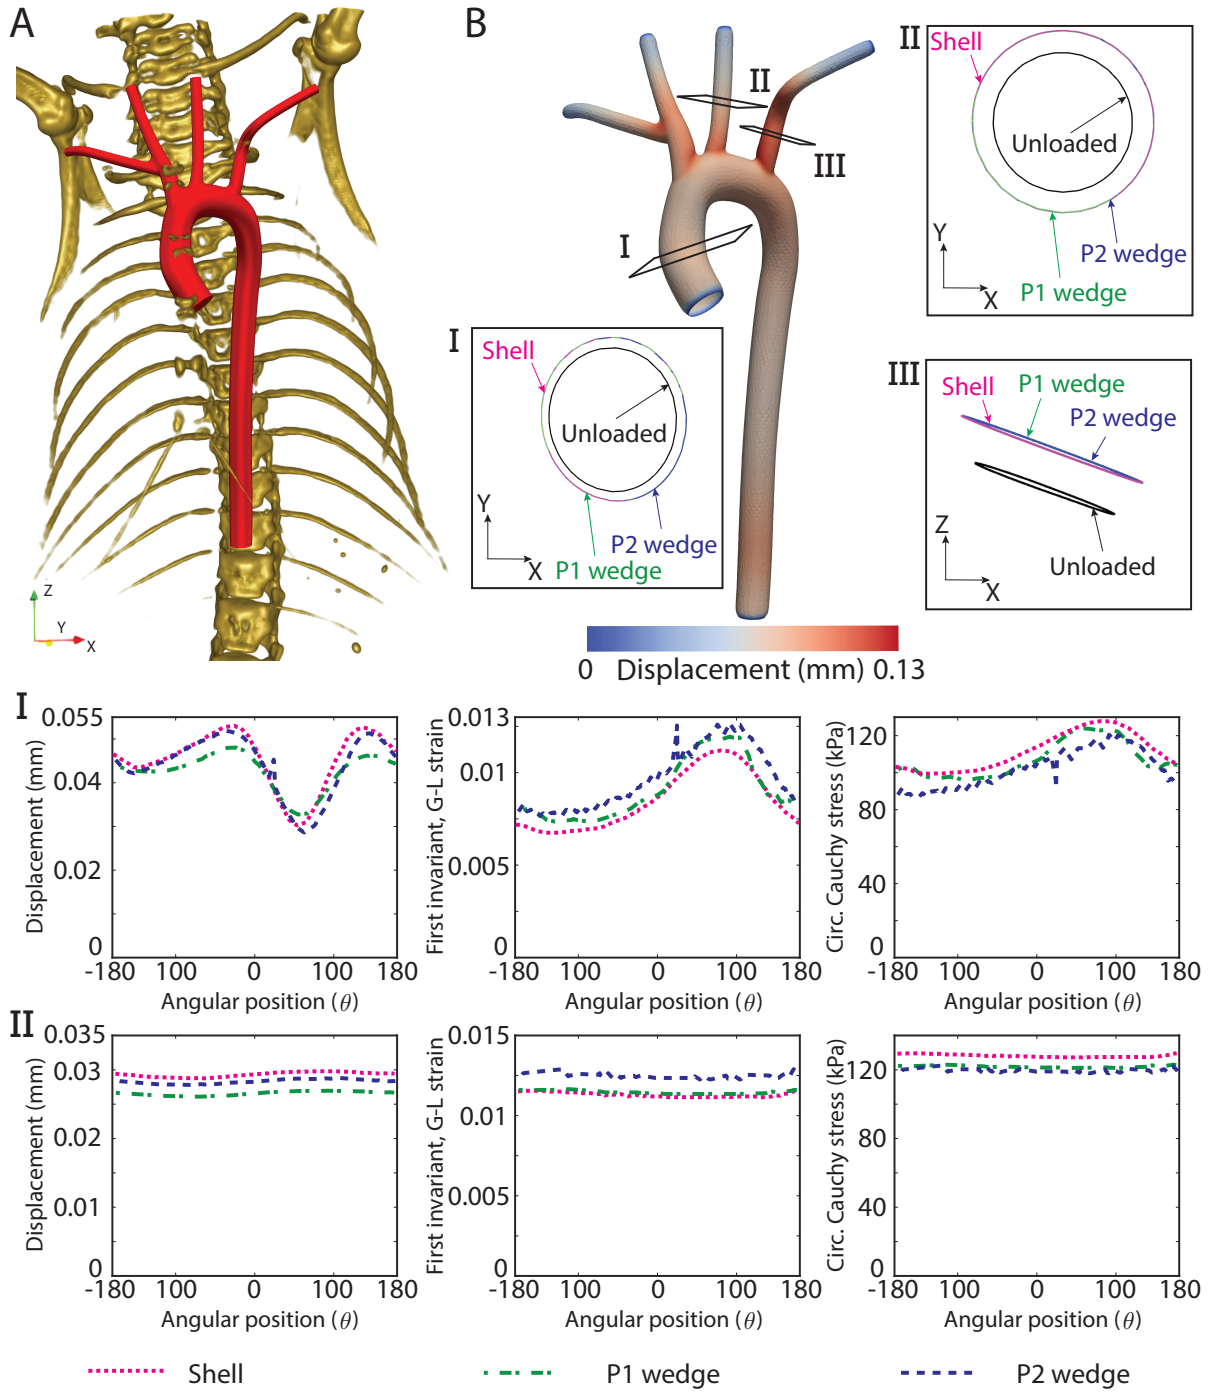 A
B
II
Shell
Unloaded
P2 wedge
P1 wedge
Y
X
II
III
I
I
Shell
Unloaded
P2 wedge
P1 wedge
Y
X
III
Shell
P1 wedge
P2 wedge
Z
X
Unloaded
Z
Y
X
0 Displacement (mm) 0.13
I
0.055
0.04
0.02
0
Displacement (mm)
-180 100 0 100 180
Angular position (θ)
0.013
0.01
0.005
0
First invariant, G-L strain
-180 100 0 100 180
Angular position (θ)
120
80
40
0
Circ. Cauchy stress (kPa)
-180 100 0 100 180
Angular position (θ)
II
0.035
0.03
0.02
0.01
0
Displacement (mm)
-180 100 0 100 180
Angular position (θ)
0.015
0.01
0.005
0
First invariant, G-L strain
-180 100 0 100 180
Angular position (θ)
120
80
40
0
Circ. Cauchy stress (kPa)
-180 100 0 100 180
Angular position (θ)
Shell P1 wedge P2 wedge